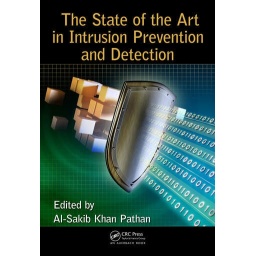 The State of the Art
in Intrusion Prevention
and Detection
Edited by
Al-Sakib Khan Pathan
CRC Press